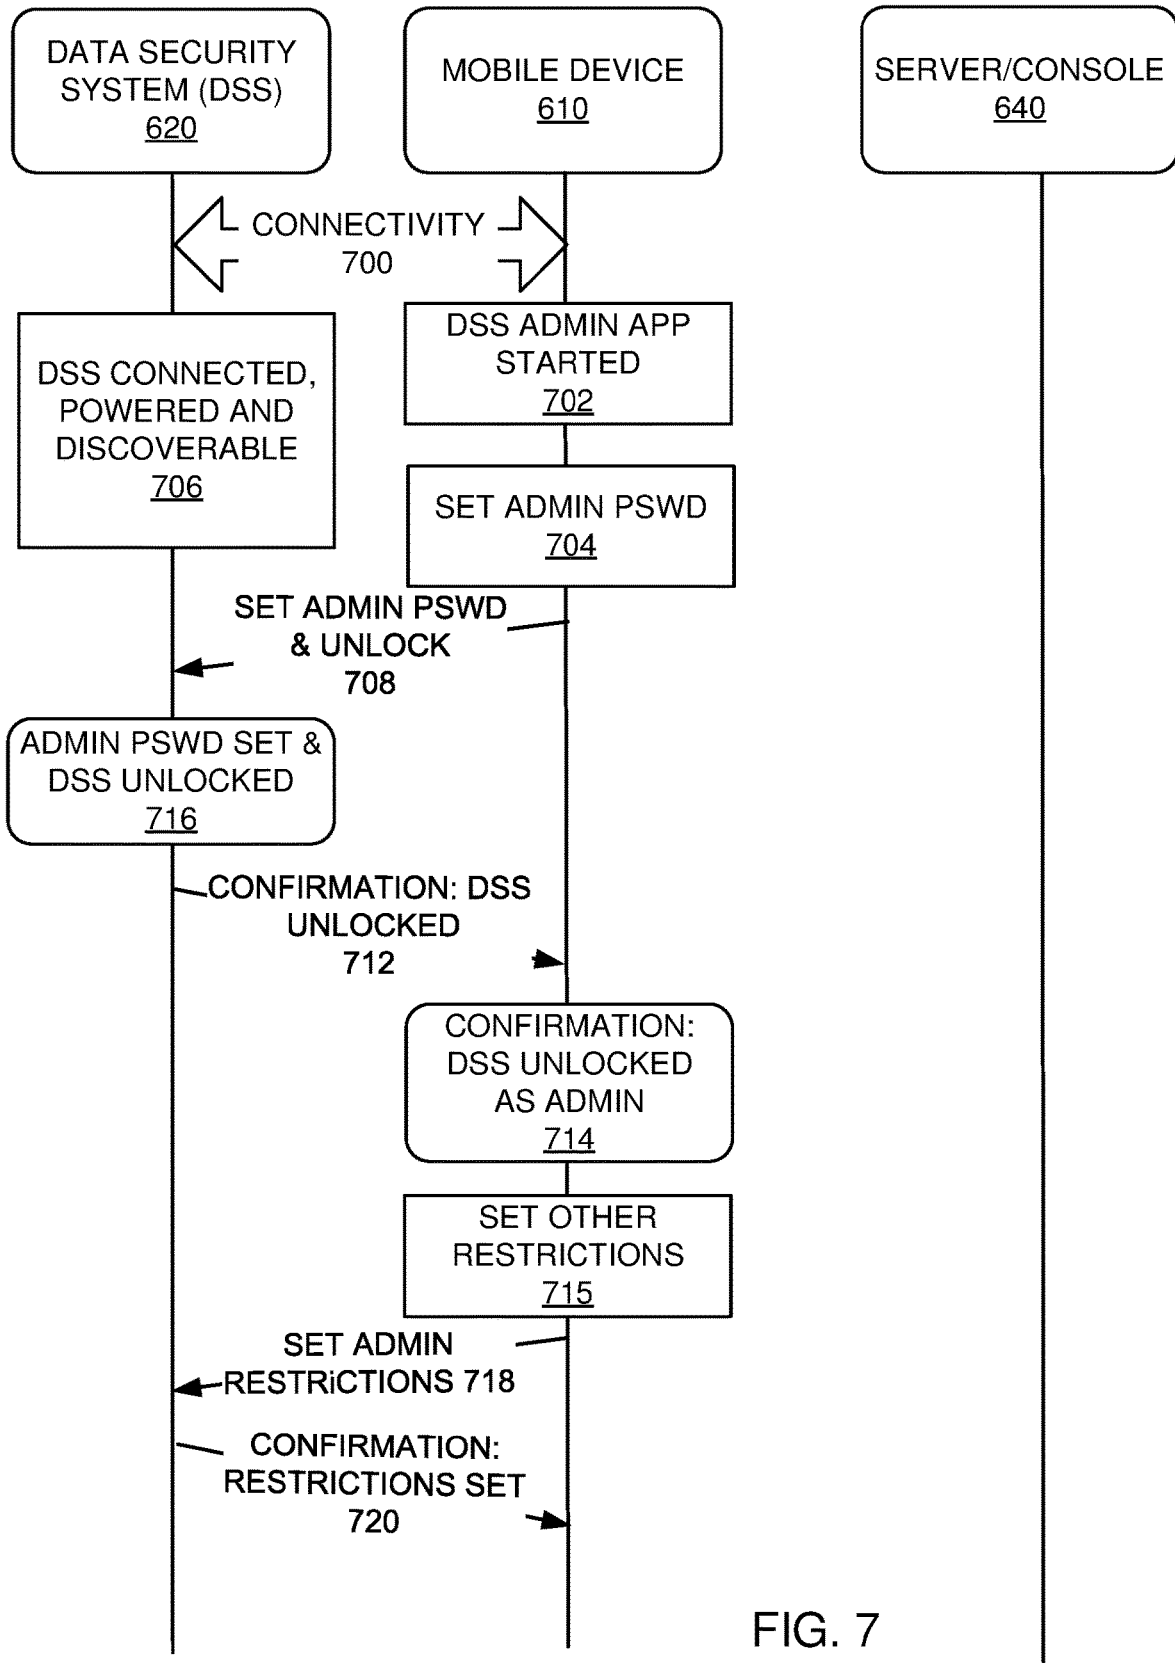 DATA SECURITY
SYSTEM (DSS)
620
MOBILE DEVICE
610
SERVER/CONSOLE
640
CONNECTIVITY
700
DSS ADMIN APP
STARTED
702
DSS CONNECTED,
POWERED AND
DISCOVERABLE
706
SET ADMIN PSWD
704
SET ADMIN PSWD
& UNLOCK
708
ADMIN PSWD SET &
DSS UNLOCKED
716
CONFIRMATION: DSS
UNLOCKED
712
CONFIRMATION:
DSS UNLOCKED
AS ADMIN
714
SET OTHER
RESTRICTIONS
715
SET ADMIN
RESTRiCTIONS 718
CONFIRMATION:
RESTRICTIONS SET
720
FIG. 7